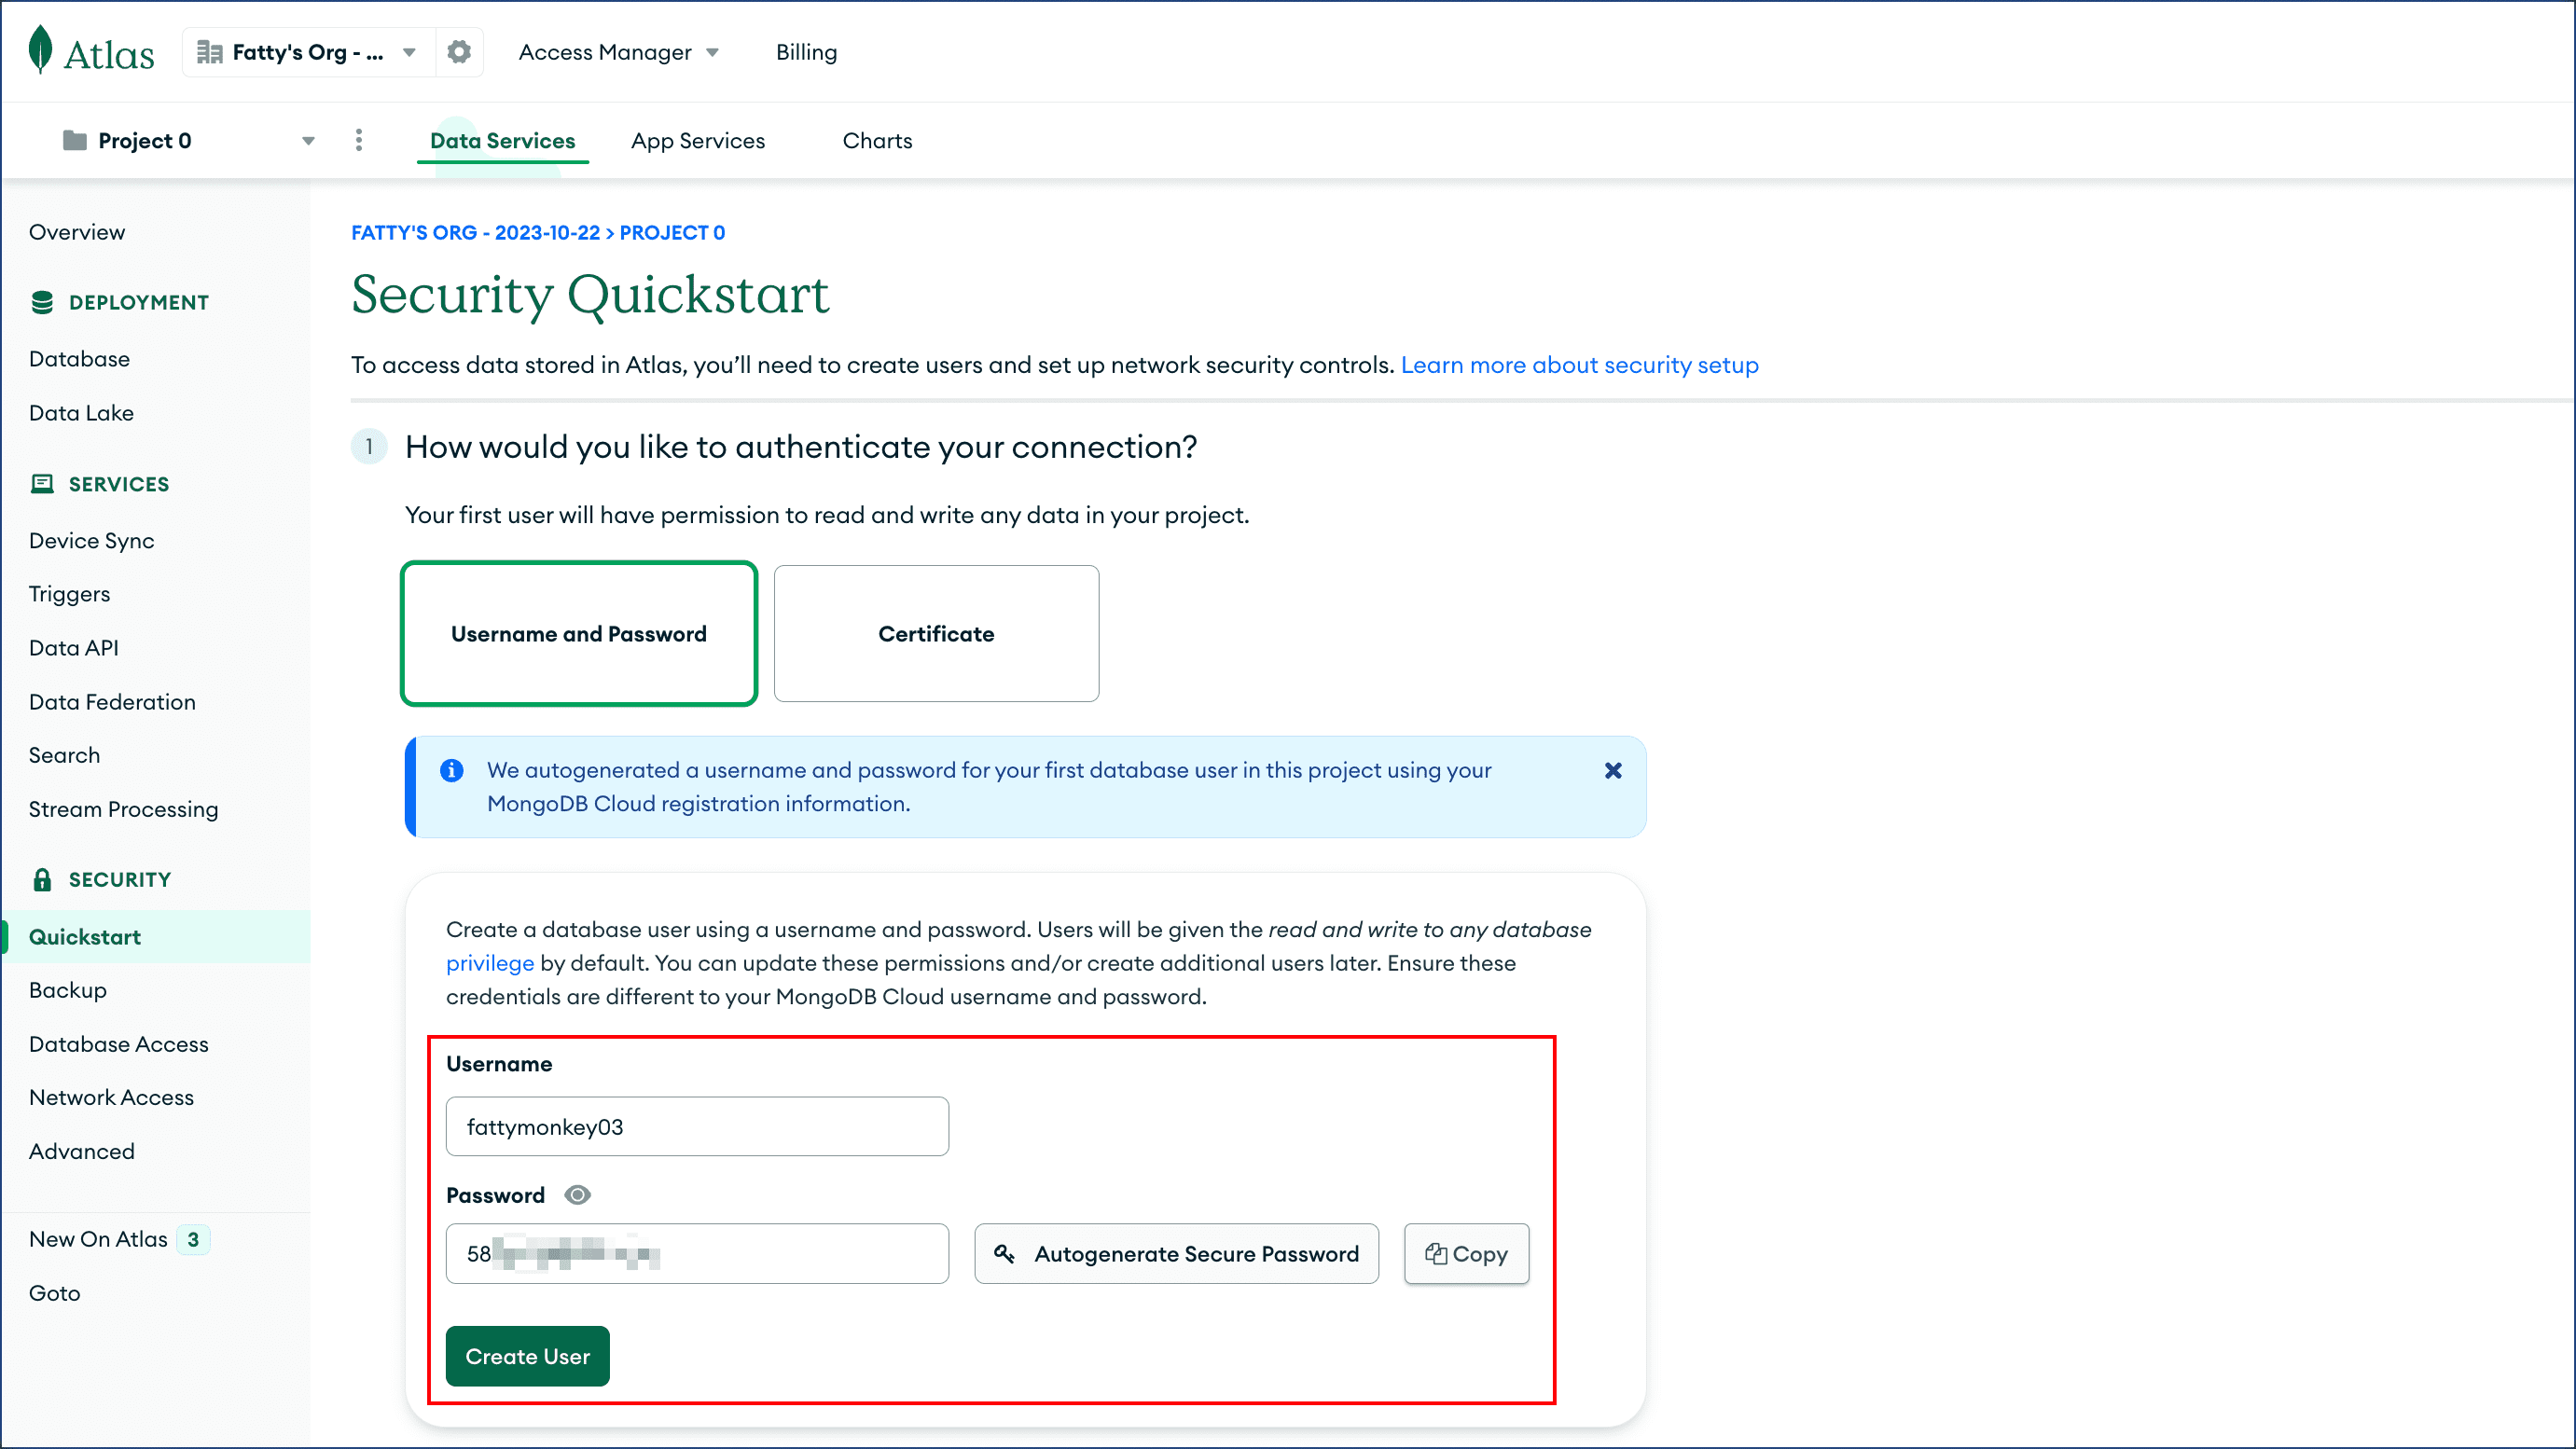 Atlas
Fatty's Org - ...
Access Manager
Billing
Project 0
Data Services
App Services
Charts
Overview
DEPLOYMENT
Database
Data Lake
SERVICES
Device Sync
Triggers
Data API
Data Federation
Search
Stream Processing
SECURITY
Quickstart
Backup
Database Access
Network Access
Advanced
New On Atlas 3
Goto
FATTY'S ORG - 2023-10-22 > PROJECT 0
Security Quickstart
To access data stored in Atlas, you’ll need to create users and set up network security controls. Learn more about security setup
1 How would you like to authenticate your connection?
Your first user will have permission to read and write any data in your project.
Username and Password
Certificate
We autogenerated a username and password for your first database user in this project using your
MongoDB Cloud registration information.
Create a database user using a username and password. Users will be given the read and write to any database
privilege by default. You can update these permissions and/or create additional users later. Ensure these
credentials are different to your MongoDB Cloud username and password.
Username
fattymonkey03
Password
58
Autogenerate Secure Password
Copy
Create User